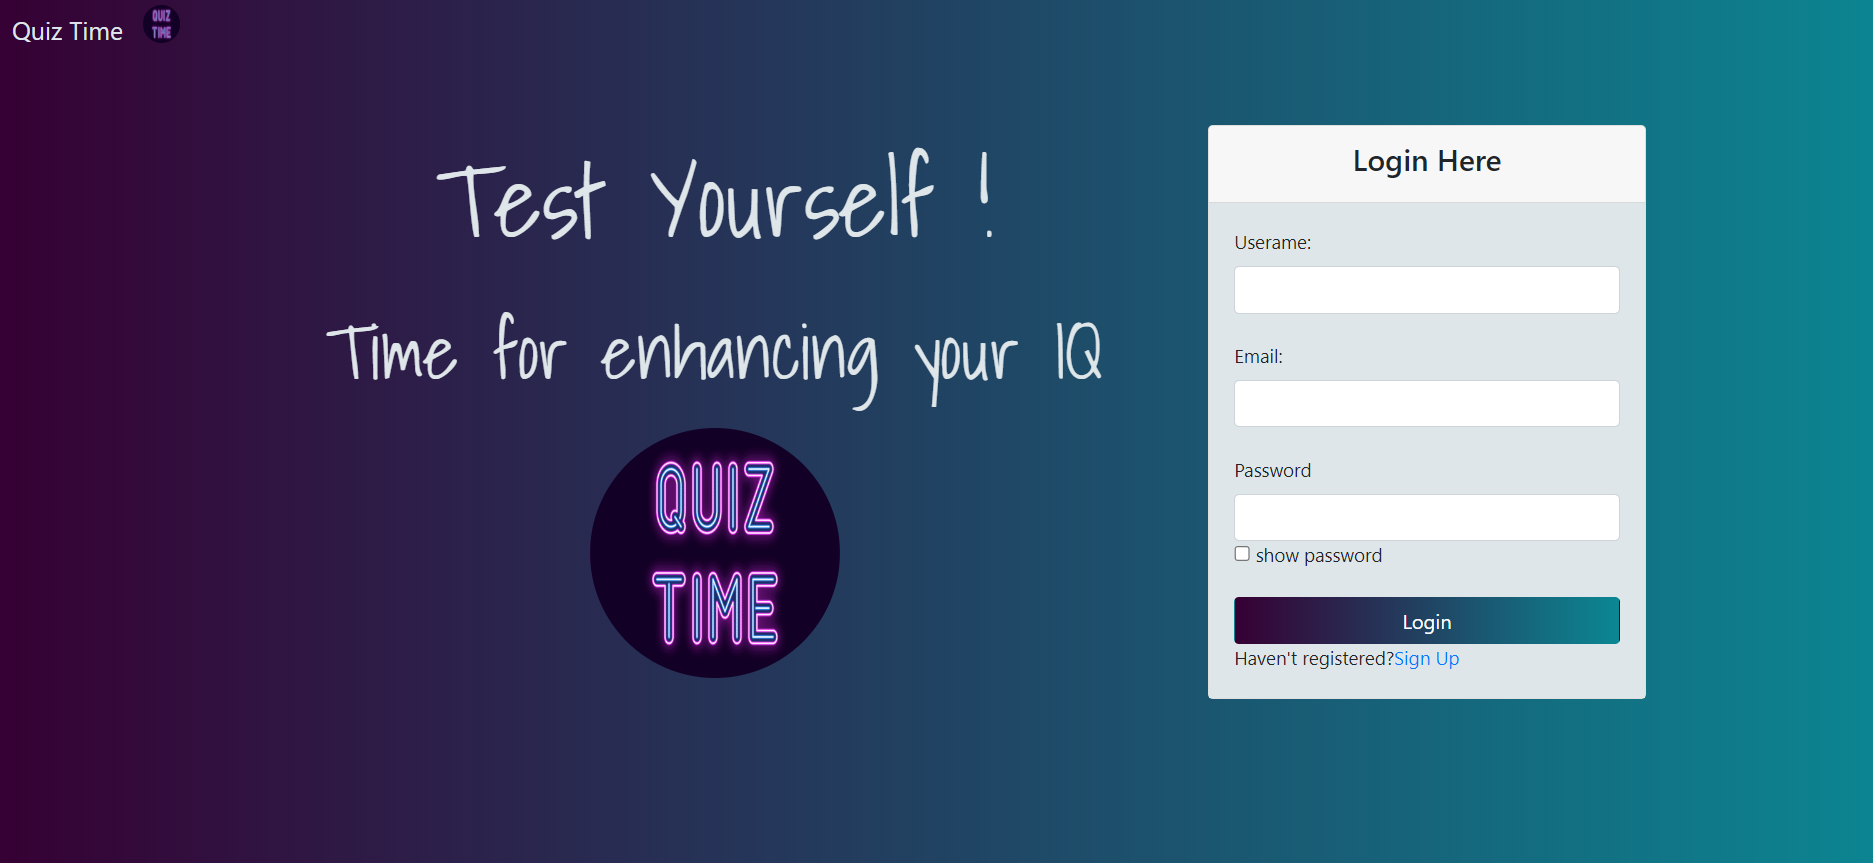 Quiz Time
QUIZ
TIME
Test Yourself !
Time for enhancing your IQ
QUIZ
TIME
Login Here
Userame:
Email:
Password
show password
Login
Haven't registered?Sign Up